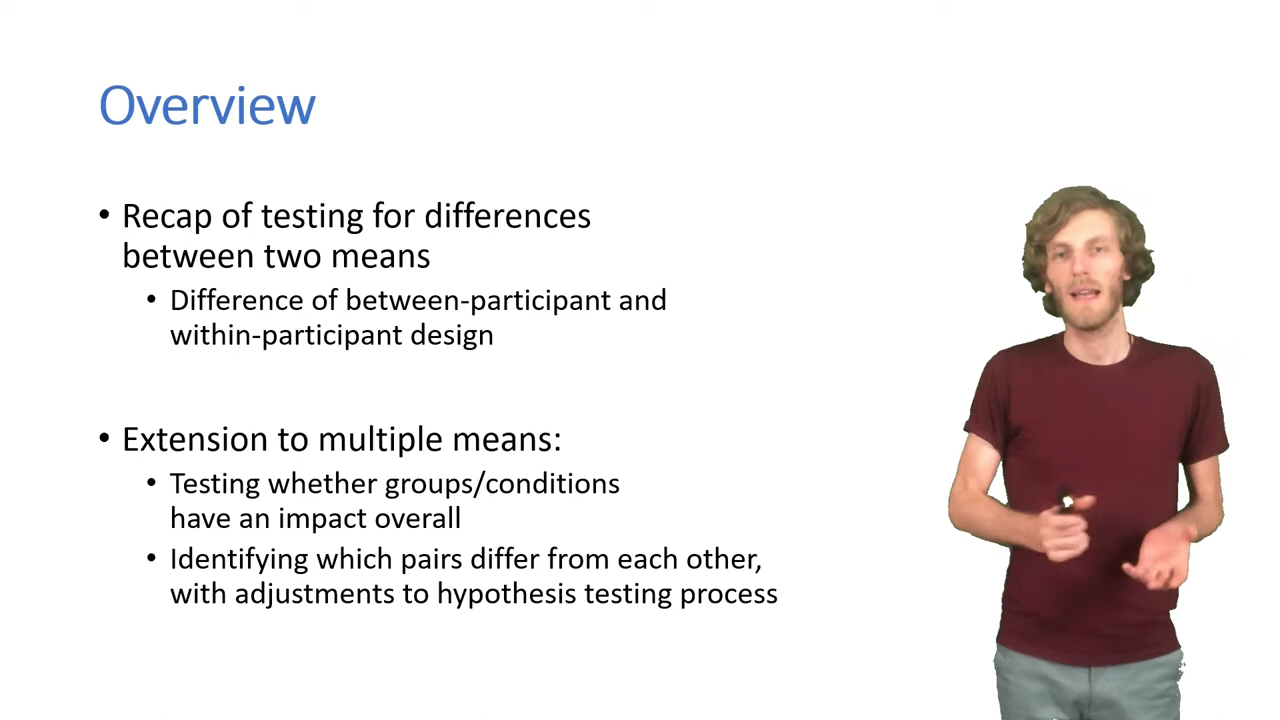 Overview
• Recap of testing for differences
between two means
• Difference of between-participant and
within-participant design
• Extension to multiple means:
• Testing whether groups/conditions
have an impact overall
• Identifying which pairs differ from each other,
with adjustments to hypothesis testing process